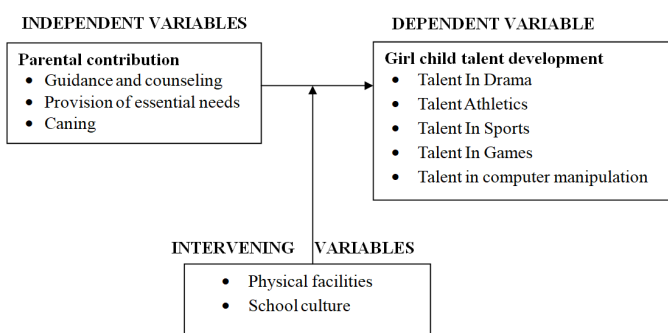 INDEPENDENT VARIABLES
Parental contribution
• Guidance and counseling
• Provision of essential needs
• Caning
DEPENDENT VARIABLE
Girl child talent development
• Talent In Drama
• Talent Athletics
• Talent In Sports
• Talent In Games
• Talent in computer manipulation
INTERVENING VARIABLES
• Physical facilities
• School culture